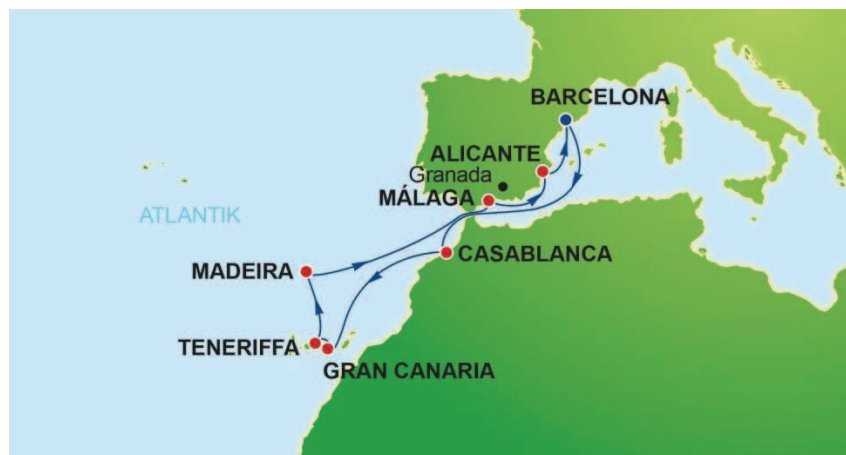 BARCELONA
ALICANTE
Granada
MÁLAGA
ATLANTIK
CASABLANCA
MADEIRA
TENERIFFA
GRAN CANARIA